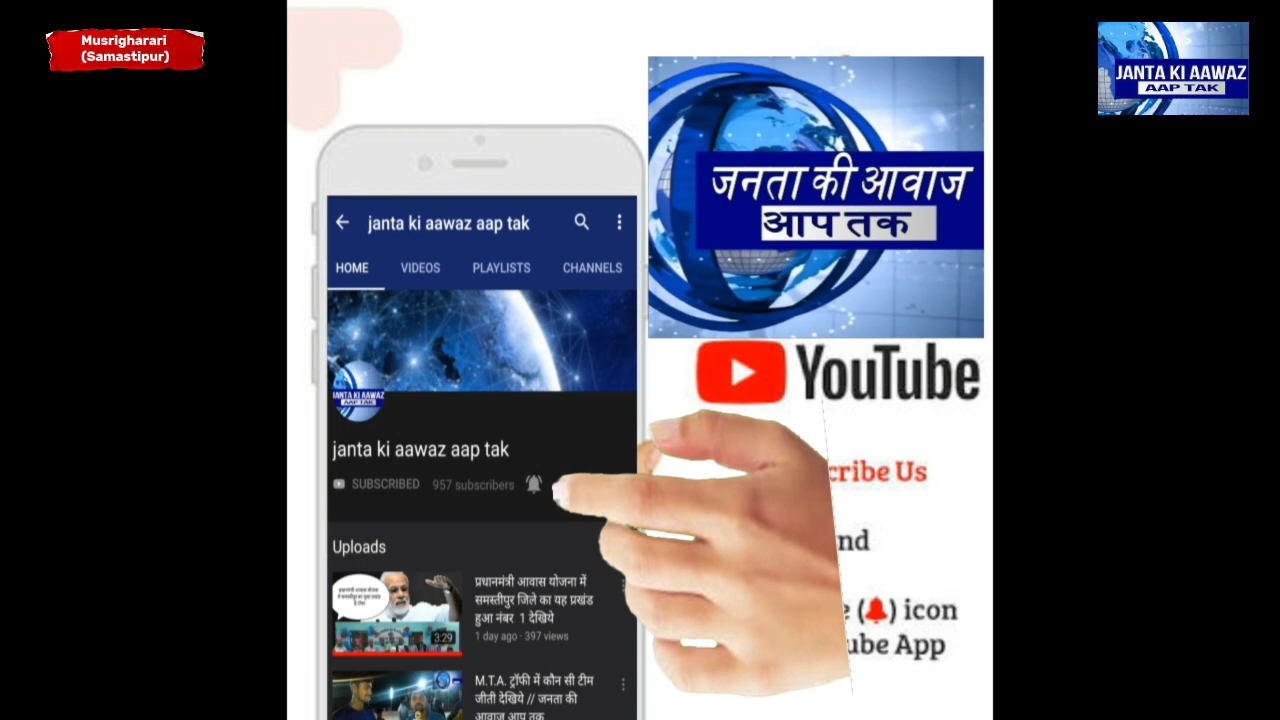 Musrigharari
(Samastipur)
JANTA KI AAWAZ
AAP TAK
जनता की आवाज
आप तक
janta ki aawaz aap tak
HOME VIDEOS PLAYLISTS CHANNELS
YouTube
JANTA KI AAWAZ
AAP TAK
janta ki aawaz aap tak
SUBSCRIBED 957 subscribers
cribe Us
nd
e ( ) icon
ube App
Uploads
प्रधानमंत्री आवास योजना में
समस्तीपुर जिले का यह प्रखंड
हुआ नंबर 1 देखिये
1 day ago · 397 views
3:29
M.T.A. ट्रॉफी में कौन सी टीम
जीती देखिये // जनता की
आवाज आप तक